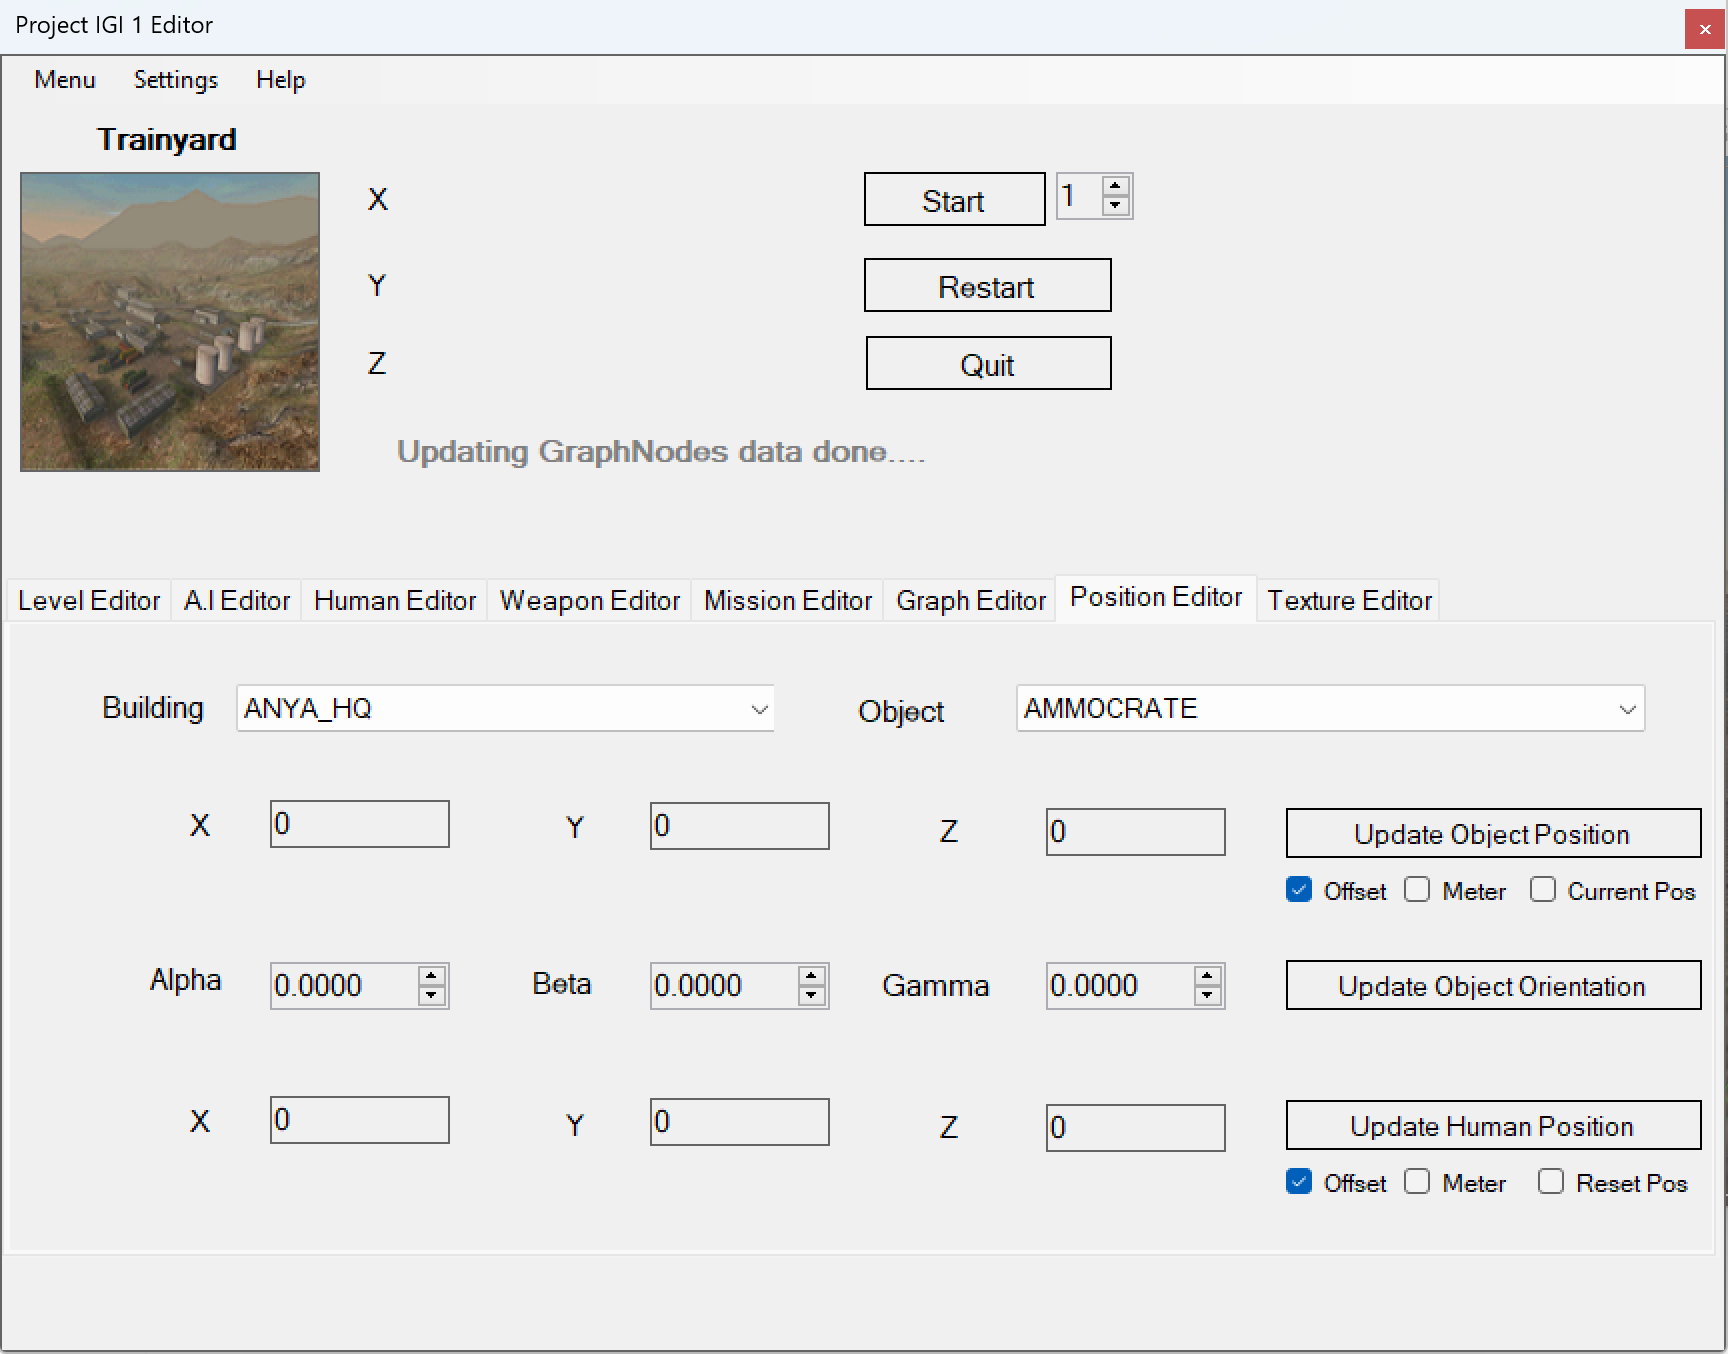 Project IGI 1 Editor
Menu Settings Help
Trainyard
X
Start 1
Y
Restart
Z
Quit
Updating GraphNodes data done....
Level Editor A.I Editor Human Editor Weapon Editor Mission Editor Graph Editor Position Editor Texture Editor
Building ANYA_HQ Object AMMOCRATE
X 0 Y 0 Z 0 Update Object Position
Offset Meter Current Pos
Alpha 0.0000 Beta 0.0000 Gamma 0.0000 Update Object Orientation
X 0 Y 0 Z 0 Update Human Position
Offset Meter Reset Pos